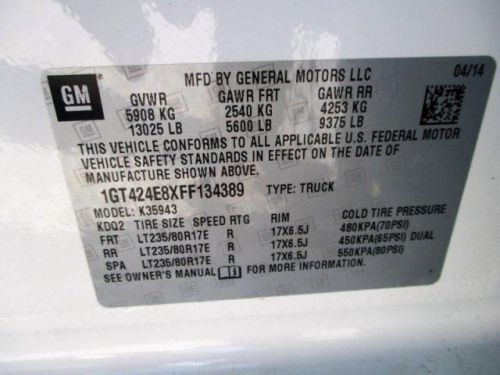 GM
MFD BY GENERAL MOTORS LLC
04/14
GVWR GAWR FRT GAWR RR
5908 KG 2540 KG 4253 KG
13025 LB 5600 LB 9375 LB
THIS VEHICLE CONFORMS TO ALL APPLICABLE U.S. FEDERAL MOTOR
VEHICLE SAFETY STANDARDS IN EFFECT ON THE DATE OF
MANUFACTURE SHOWN ABOVE.
1GT424E8XFF134389 TYPE: TRUCK
MODEL: K35943
KDQ2 TIRE SIZE SPEED RTG RIM COLD TIRE PRESSURE
FRT LT235/80R17E R 17X6.5J 480KPA(70PSI)
RR LT235/80R17E R 17X6.5J 450KPA(65PSI) DUAL
SPA LT235/80R17E R 17X6.5J 550KPA(80PSI)
SEE OWNER'S MANUAL FOR MORE INFORMATION.